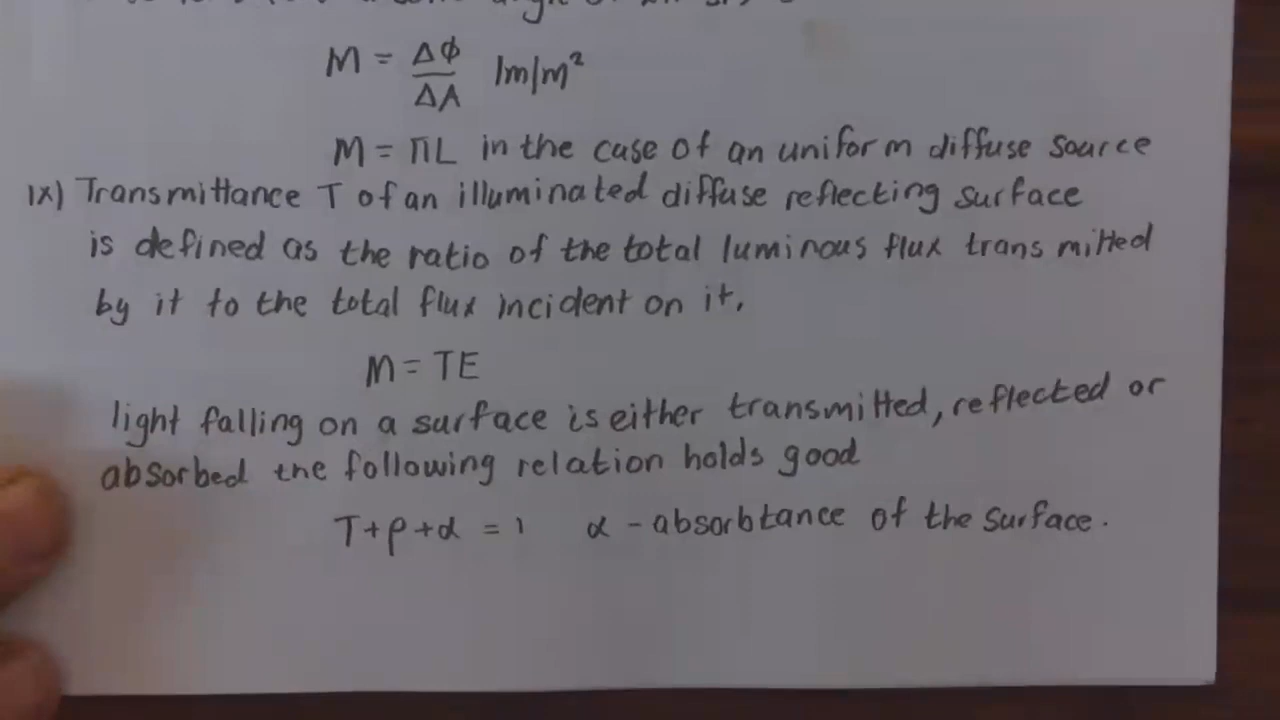 angle
M = ΔΦ/ΔA lm/m²
M = πL in the case of an uniform diffuse source
ix) Transmittance T of an illuminated diffuse reflecting surface
is defined as the ratio of the total luminous flux transmitted
by it to the total flux incident on it.
M = TE
light falling on a surface is either transmitted, reflected or
absorbed the following relation holds good
T+ρ+α = 1 α - absorbtance of the surface.